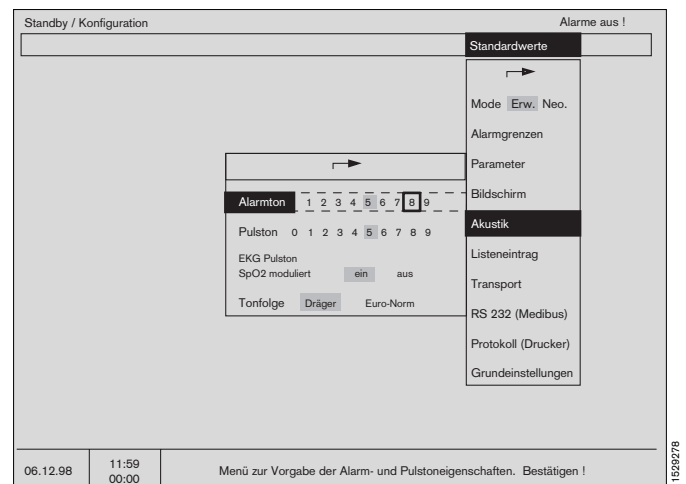 Standby / Konfiguration
Alarme aus !
Standardwerte
Mode Erw. Neo.
Alarmgrenzen
Parameter
Bildschirm
Akustik
Listeneintrag
Transport
RS 232 (Medibus)
Protokoll (Drucker)
Grundeinstellungen
Alarmton 1 2 3 4 5 6 7 8 9
Pulston 0 1 2 3 4 5 6 7 8 9
EKG Pulston
SpO2 moduliert ein aus
Tonfolge Dräger Euro-Norm
06.12.98
11:59
00:00
Menü zur Vorgabe der Alarm- und Pulstoneigenschaften. Bestätigen !
1529278